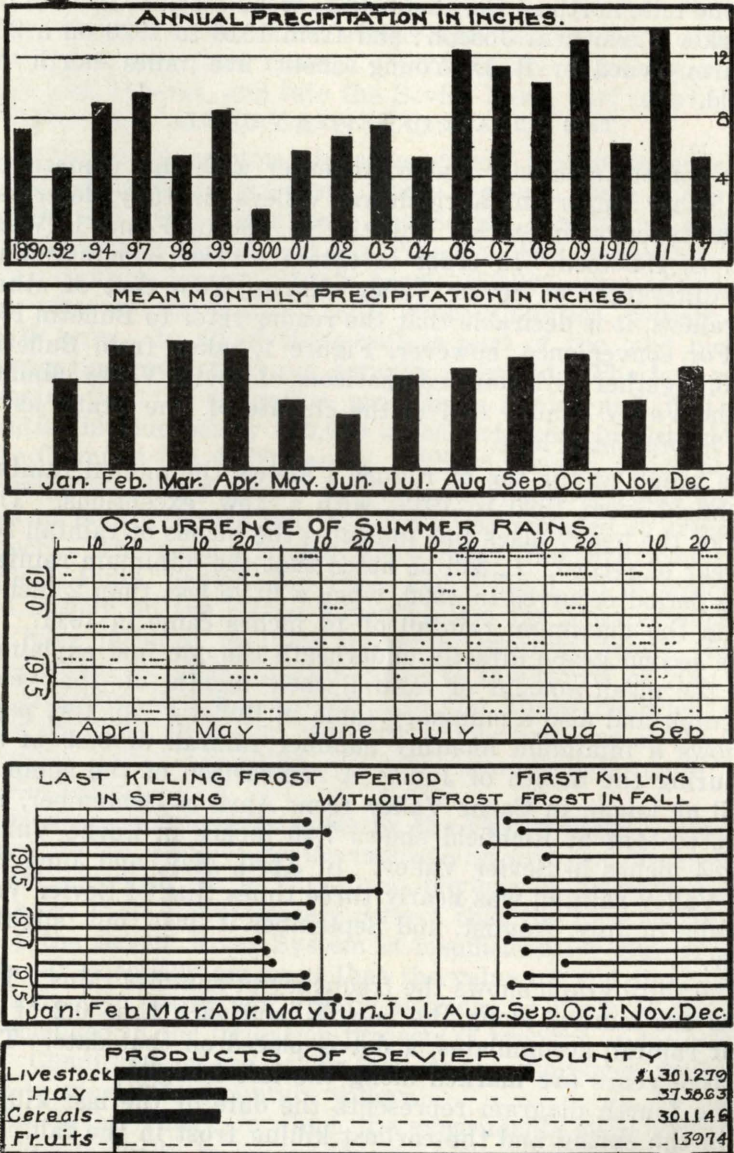 ANNUAL PRECIPITATION IN INCHES.
12
8
4
1890 .92 .94 97 98 99 1900 01 02 03 04 06 07 08 09 1910 11 17
MEAN MONTHLY PRECIPITATION IN INCHES.
Jan. Feb. Mar. Apr. May. Jun. Jul. Aug Sep Oct Nov Dec
OCCURRENCE OF SUMMER RAINS.
10 20 10 20 10 20 10 20 10 20 10 20
1910
1915
April May June July Aug Sep
LAST KILLING FROST PERIOD FIRST KILLING
IN SPRING WITHOUT FROST FROST IN FALL
1905
1910
1915
Jan. Feb Mar. Apr. May Jun. Jul. Aug. Sep. Oct. Nov. Dec.
PRODUCTS OF SEVIER COUNTY
Livestock $1.301.279
Hay 373863
Cereals 301146
Fruits 13974